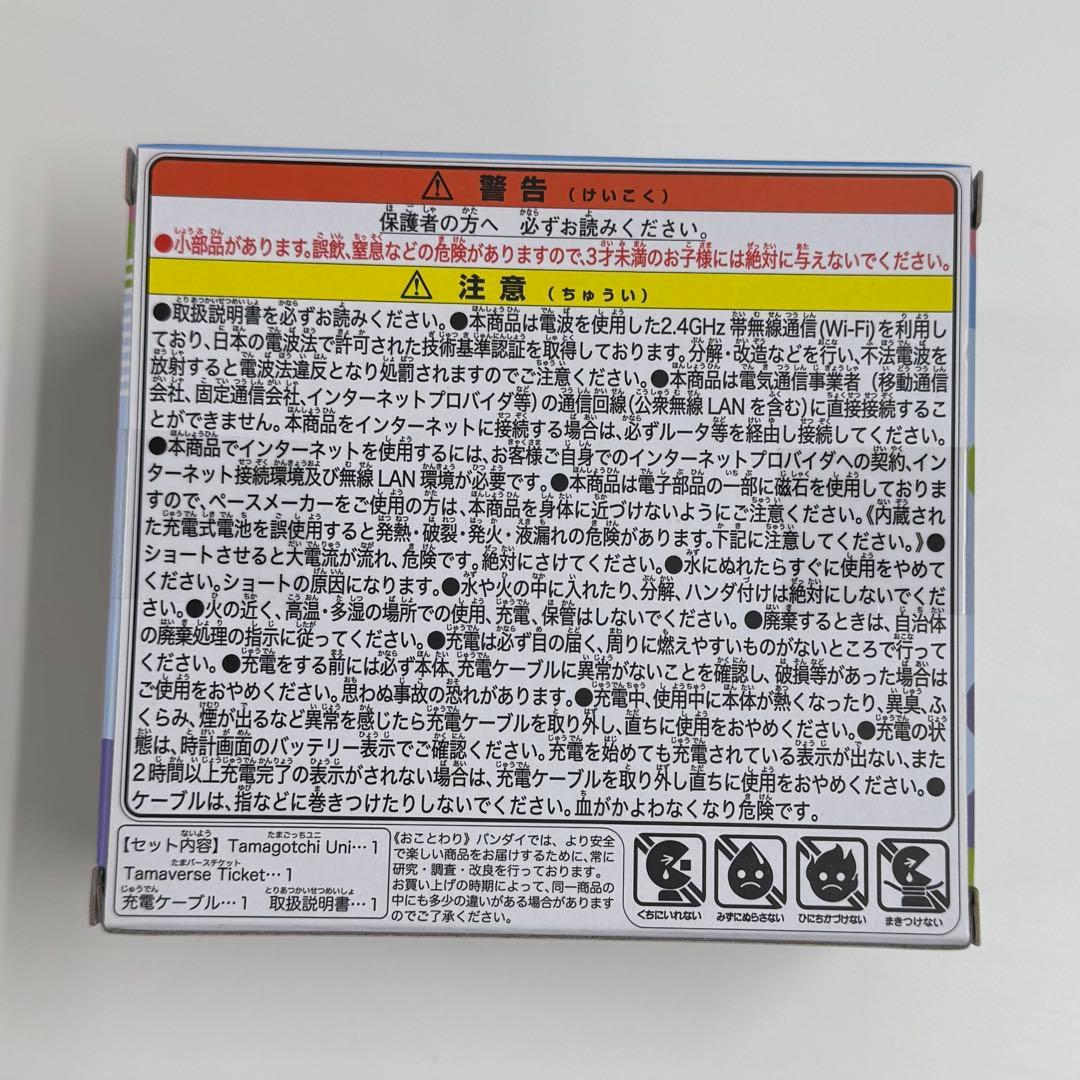 ⚠ 警告（けいこく）
保護者の方へ 必ずお読みください。
●小部品があります。誤飲、窒息などの危険がありますので、3才未満のお子様には絶対に与えないでください。
⚠ 注意（ちゅうい）
●取扱説明書を必ずお読みください。●本商品は電波を使用した2.4GHz 帯無線通信(Wi-Fi)を利用し
ており、日本の電波法で許可された技術基準認証を取得しております。分解・改造などを行い、不法電波を
放射すると電波法違反となり処罰されますのでご注意ください。●本商品は電気通信事業者（移動通信
会社、固定通信会社、インターネットプロバイダ等)の通信回線(公衆無線 LAN を含む)に直接接続するこ
とができません。本商品をインターネットに接続する場合は、必ずルータ等を経由し接続してください。
●本商品でインターネットを使用するには、お客様ご自身でのインターネットプロバイダへの契約、イン
ターネット接続環境及び無線 LAN 環境が必要です。●本商品は電子部品の一部に磁石を使用しておりま
すので、ペースメーカーをご使用の方は、本商品を身体に近づけないようにご注意ください。《内蔵され
た充電式電池を誤使用すると発熱・破裂・発火・液漏れの危険があります。下記に注意してください。》●
ショートさせると大電流が流れ、危険です。絶対にさけてください。●水にぬれたらすぐに使用をやめて
ください。ショートの原因になります。●水や火の中に入れたり、分解、ハンダ付けは絶対にしないでくだ
さい。●火の近く、高温・多湿の場所での使用、充電、保管はしないでください。●廃棄するときは、自治体
の廃棄処理の指示に従ってください。●充電は必ず目の届く、周りに燃えやすいものがないところで行って
ください。●充電をする前には必ず本体、充電ケーブルに異常がないことを確認し、破損等があった場合は
ご使用をおやめください。思わぬ事故の恐れがあります。●充電中、使用中に本体が熱くなったり、異臭、ふ
くらみ、煙が出るなど異常を感じたら充電ケーブルを取り外し、直ちに使用をおやめください。●充電の状
態は、時計画面のバッテリー表示でご確認ください。充電を始めても充電されている表示が出ない、また
2時間以上充電完了の表示がされない場合は、充電ケーブルを取り外し直ちに使用をおやめください。●
ケーブルは、指などに巻きつけたりしないでください。血がかよわなくなり危険です。
【セット内容】Tamagotchi Uni…1
Tamaverse Ticket…1
充電ケーブル…1 取扱説明書…1
《おことわり》バンダイでは、より安全
で楽しい商品をお届けするために、常に
研究・調査・改良を行っております。
お買い上げの時期によって、同一商品の
中にも多少の違いがある場合があります
のでご了承ください。
くちにいれない
みずにぬらさない
ひにちかづけない
まきつけない